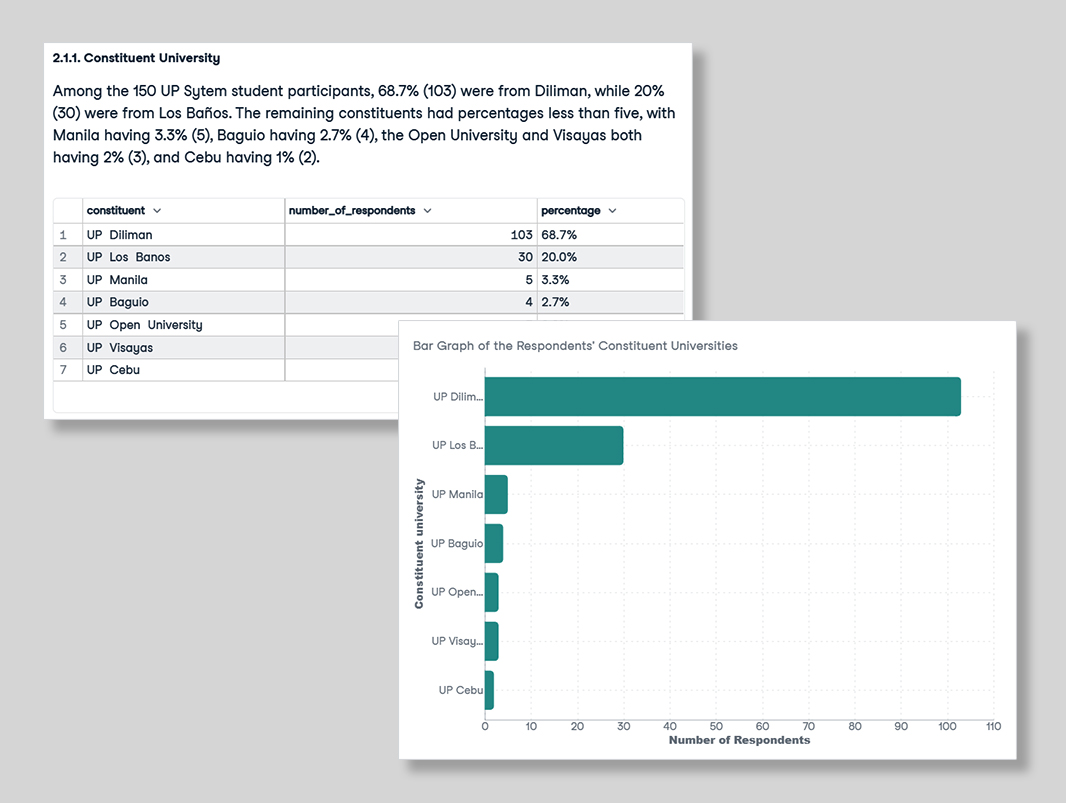 2.1.1. Constituent University
Among the 150 UP Sytem student participants, 68.7% (103) were from Diliman, while 20%
(30) were from Los Baños. The remaining constituents had percentages less than five, with
Manila having 3.3% (5), Baguio having 2.7% (4), the Open University and Visayas both
having 2% (3), and Cebu having 1% (2).
constituent number_of_respondents percentage
1 UP Diliman 103 68.7%
2 UP Los Banos 30 20.0%
3 UP Manila 5 3.3%
4 UP Baguio 4 2.7%
5 UP Open University
6 UP Visayas
7 UP Cebu
Bar Graph of the Respondents' Constituent Universities
Constituent university
UP Dilim...
UP Los B...
UP Manila
UP Baguio
UP Open...
UP Visay...
UP Cebu
0 10 20 30 40 50 60 70 80 90 100 110
Number of Respondents